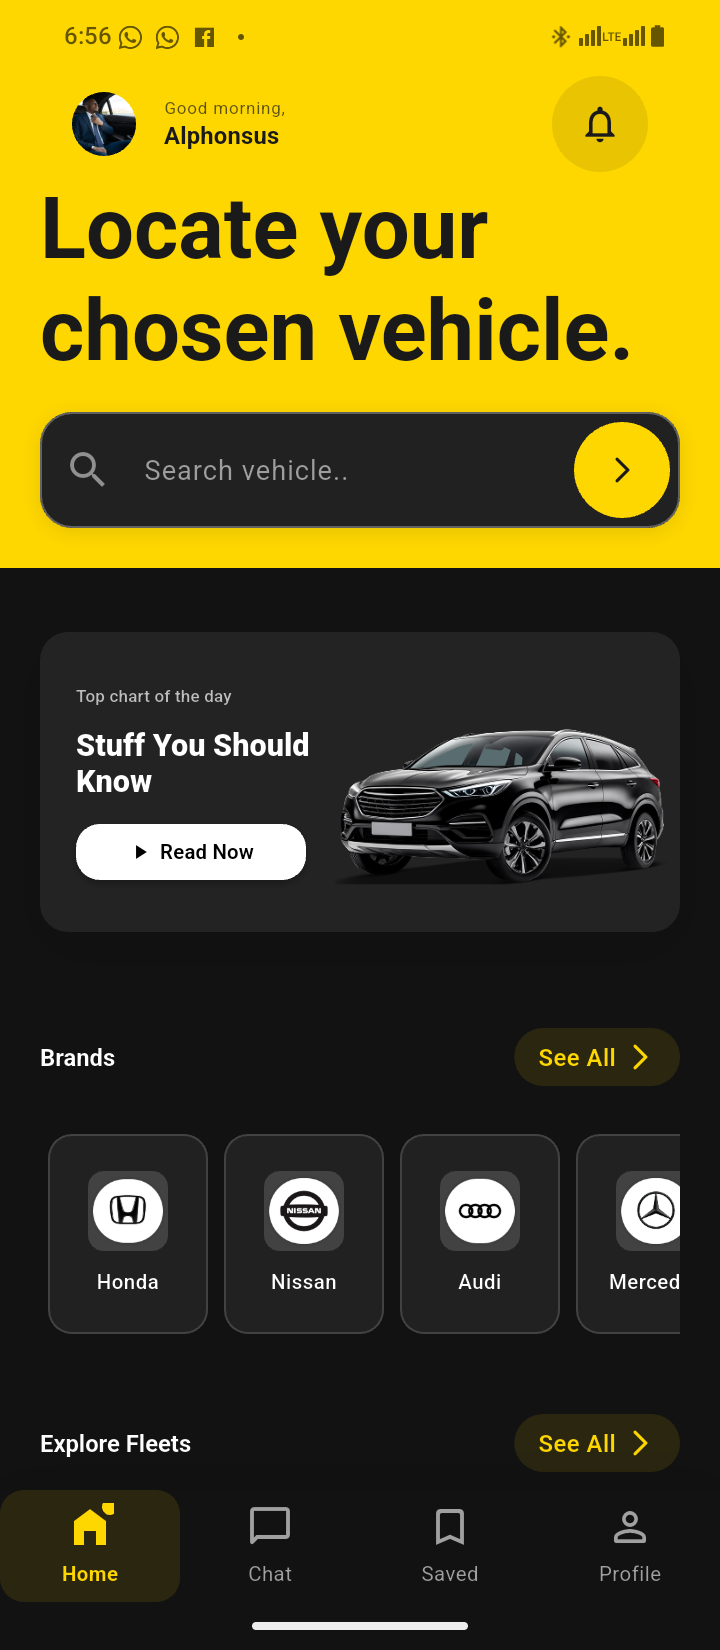 6:56 LTE
Good morning,
Alphonsus
Locate your
chosen vehicle.
Search vehicle..
Top chart of the day
Stuff You Should
Know
Read Now
Brands See All
NISSAN
Honda Nissan Audi Merced
Explore Fleets See All
Home Chat Saved Profile